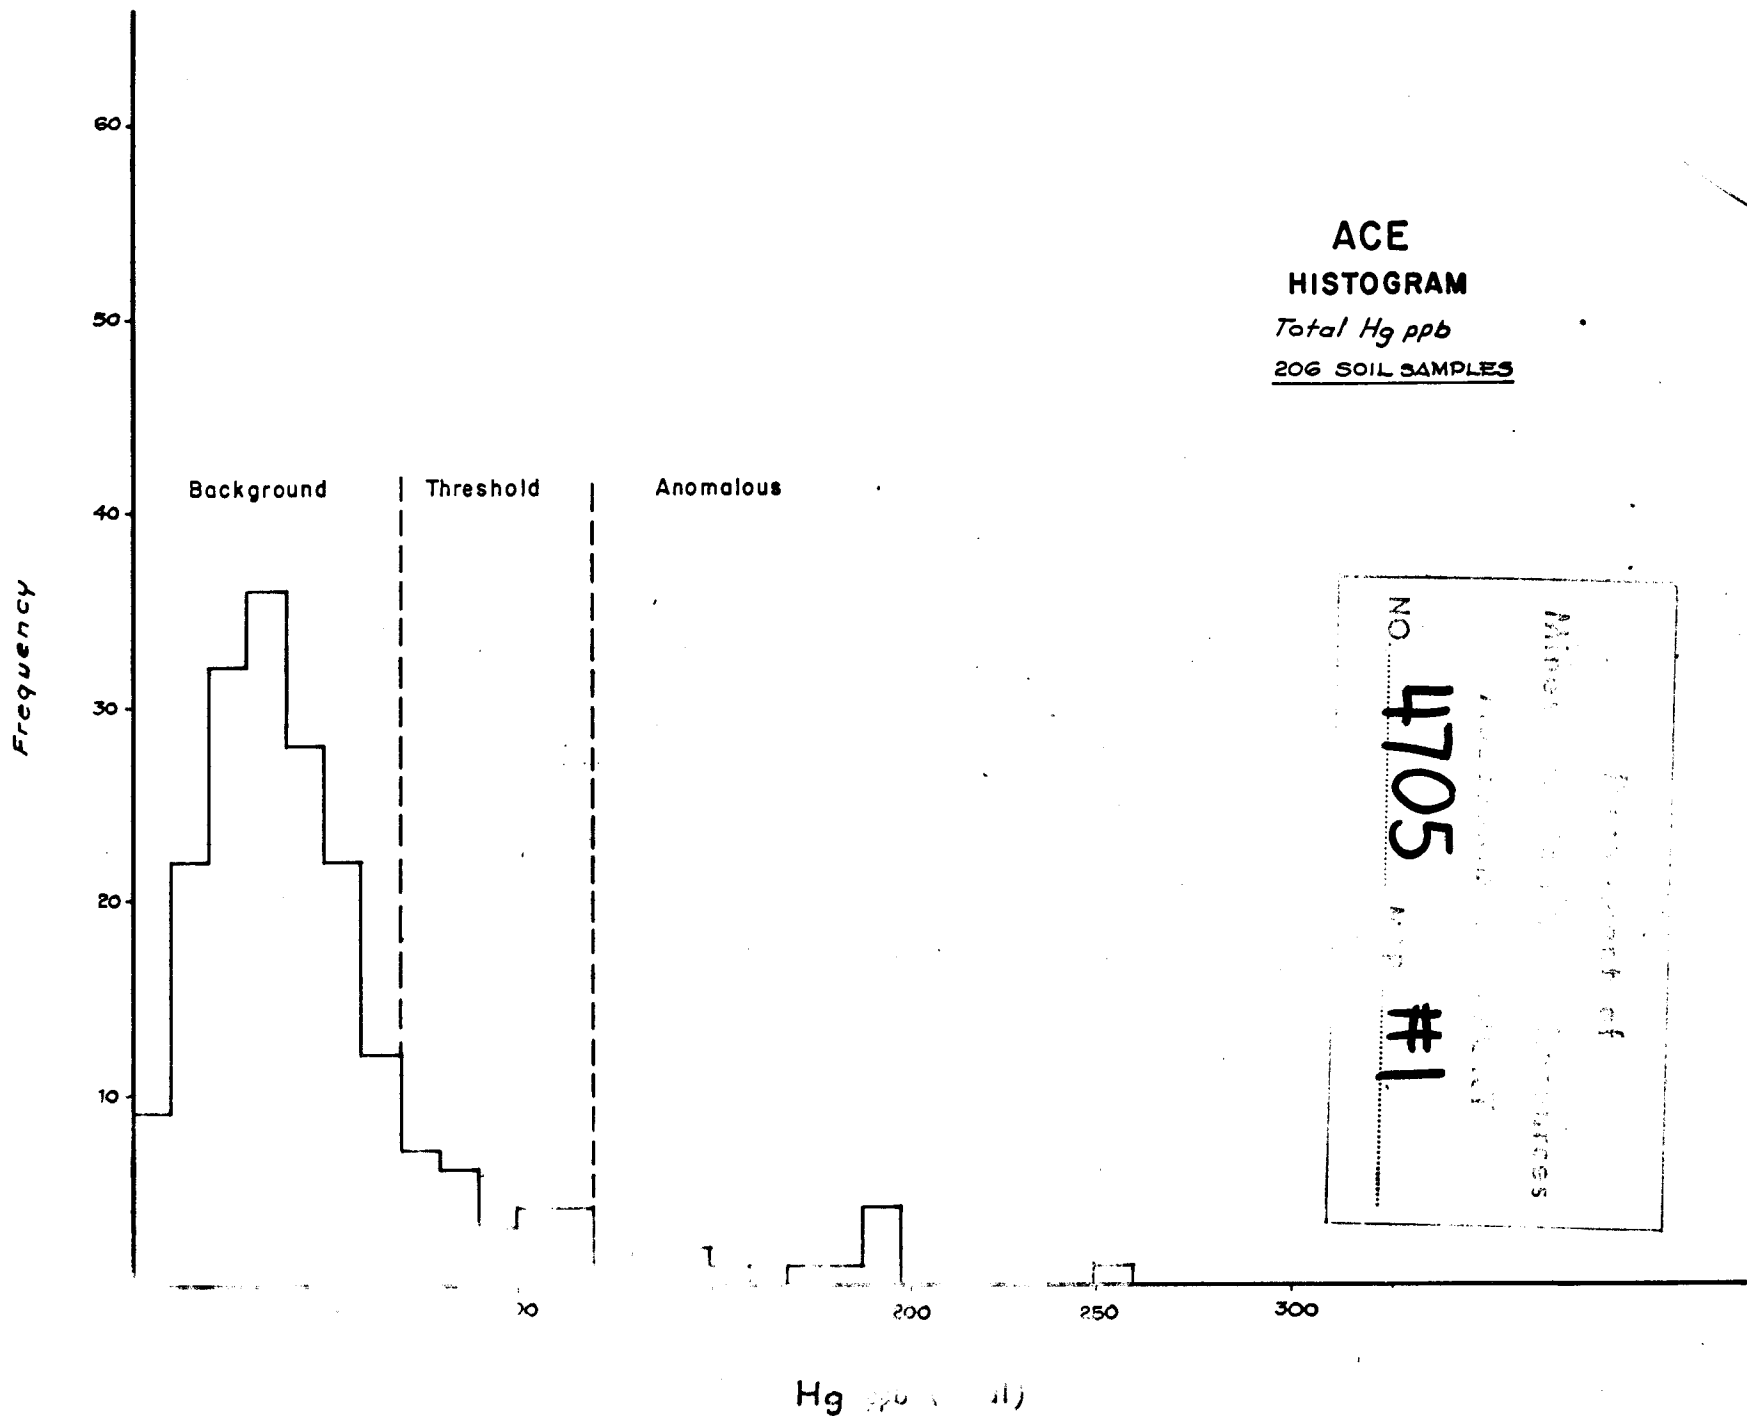 ACE
HISTOGRAM
Total Hg ppb
206 SOIL SAMPLES
60
50
40
30
20
10
Frequency
Background Threshold Anomalous
200 250 300
Hg
NO. 4705 #1